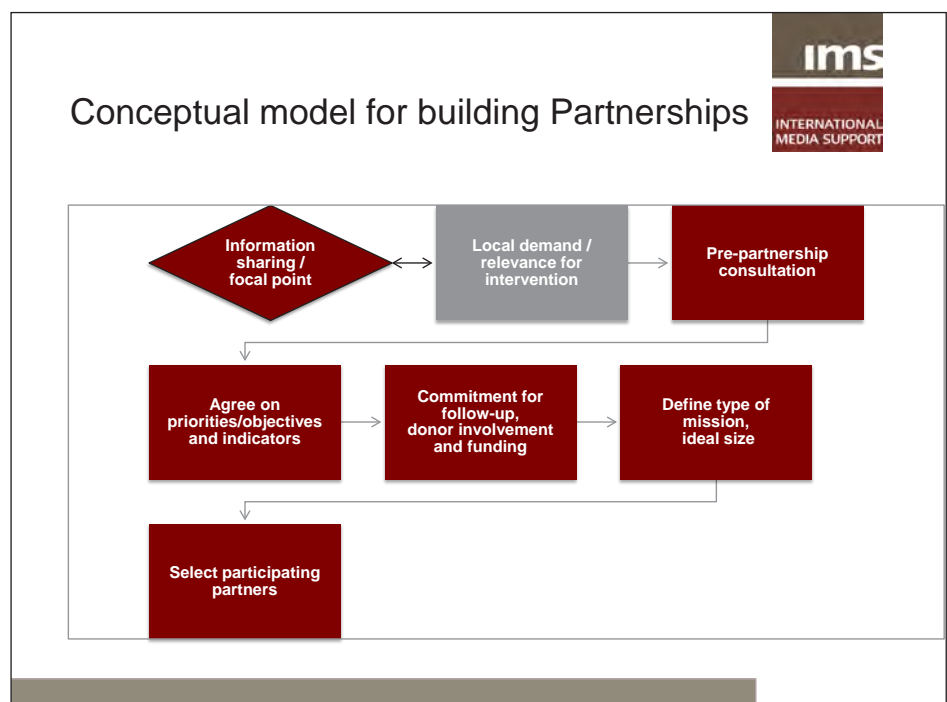 ims
INTERNATIONAL
MEDIA SUPPORT
Conceptual model for building Partnerships
Information
sharing /
focal point
Local demand /
relevance for
intervention
Pre-partnership
consultation
Agree on
priorities/objectives
and indicators
Commitment for
follow-up,
donor involvement
and funding
Define type of
mission,
ideal size
Select participating
partners